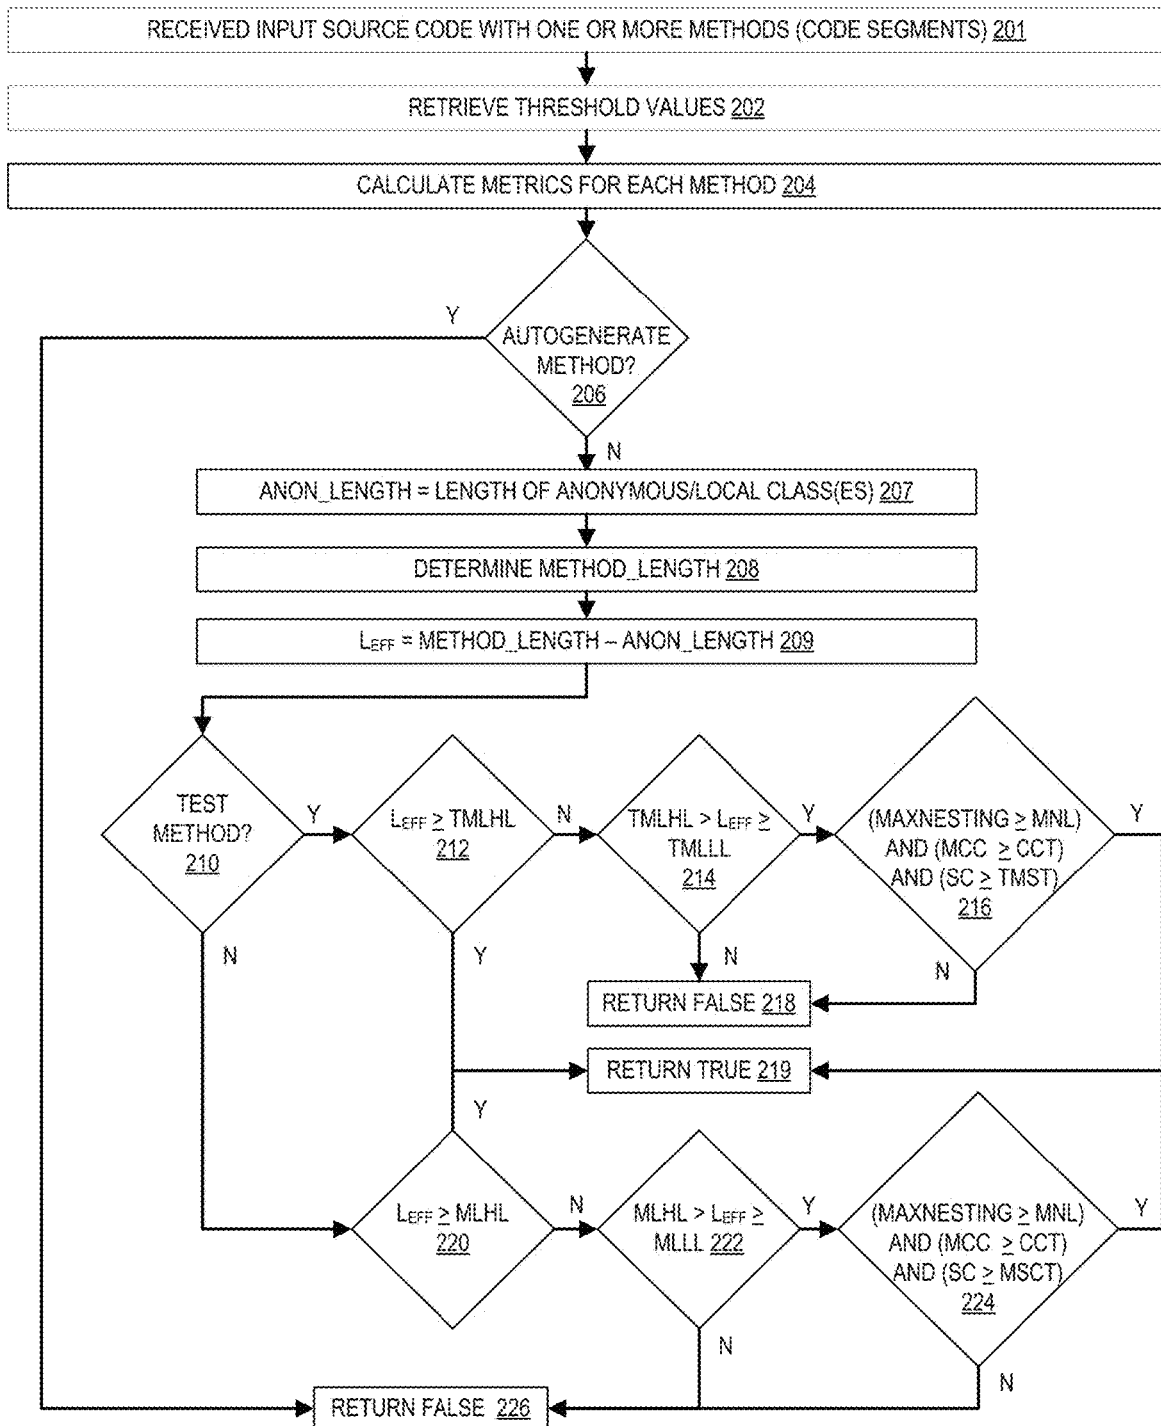 RECEIVED INPUT SOURCE CODE WITH ONE OR MORE METHODS (CODE SEGMENTS) 201
RETRIEVE THRESHOLD VALUES 202
CALCULATE METRICS FOR EACH METHOD 204
Y
AUTOGENERATE
METHOD?
206
N
ANON_LENGTH = LENGTH OF ANONYMOUS/LOCAL CLASS(ES) 207
DETERMINE METHOD_LENGTH 208
LEFF = METHOD_LENGTH – ANON_LENGTH 209
TEST
METHOD?
210
Y
N
LEFF ≥ TMLHL
212
N
Y
TMLHL > LEFF ≥
TMLLL
214
Y
N
(MAXNESTING ≥ MNL)
AND (MCC ≥ CCT)
AND (SC ≥ TMST)
216
Y
N
RETURN FALSE 218
RETURN TRUE 219
Y
LEFF ≥ MLHL
220
N
MLHL > LEFF ≥
MLLL 222
Y
N
(MAXNESTING ≥ MNL)
AND (MCC ≥ CCT)
AND (SC ≥ MSCT)
224
Y
N
RETURN FALSE 226